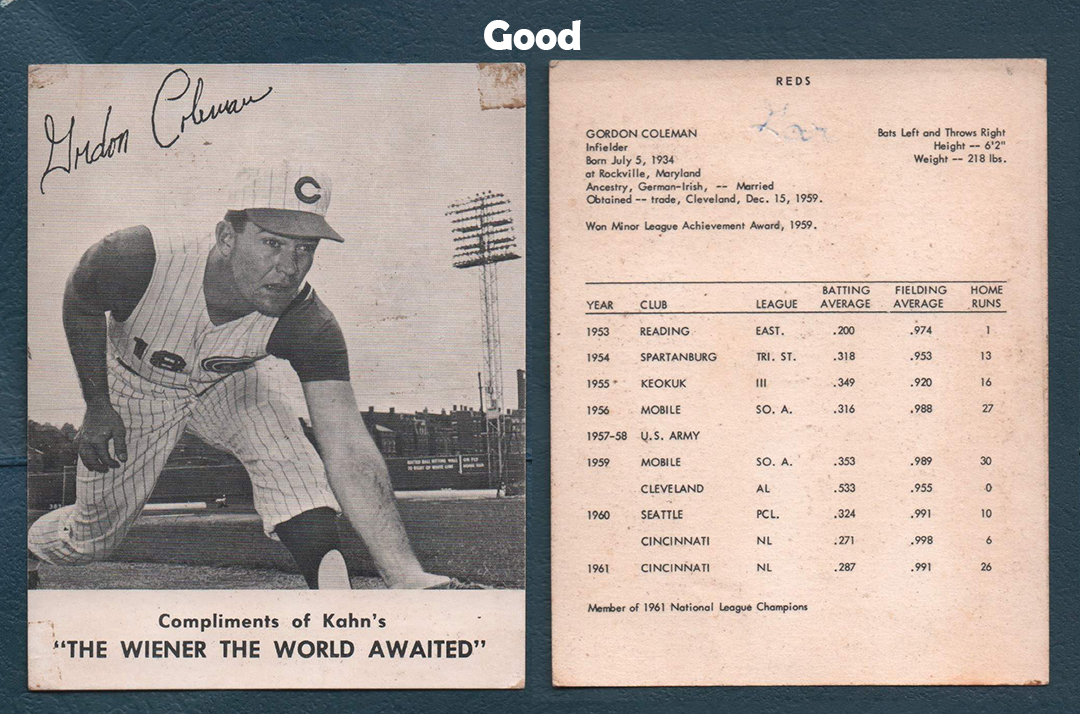 Good
Gordon Coleman
C
18
Compliments of Kahn's
"THE WIENER THE WORLD AWAITED"
REDS
GORDON COLEMAN
Infielder
Born July 5, 1934
at Rockville, Maryland
Ancestry, German-Irish, -- Married
Obtained -- trade, Cleveland, Dec. 15, 1959.
Won Minor League Achievement Award, 1959.
Bats Left and Throws Right
Height -- 6'2"
Weight -- 218 lbs.
YEAR CLUB LEAGUE BATTING AVERAGE FIELDING AVERAGE HOME RUNS
1953 READING EAST. .200 .974 1
1954 SPARTANBURG TRI. ST. .318 .953 13
1955 KEOKUK III .349 .920 16
1956 MOBILE SO. A. .316 .988 27
1957-58 U.S. ARMY
1959 MOBILE SO. A. .353 .989 30
CLEVELAND AL .533 .955 0
1960 SEATTLE PCL. .324 .991 10
CINCINNATI NL .271 .998 6
1961 CINCINNATI NL .287 .991 26
Member of 1961 National League Champions